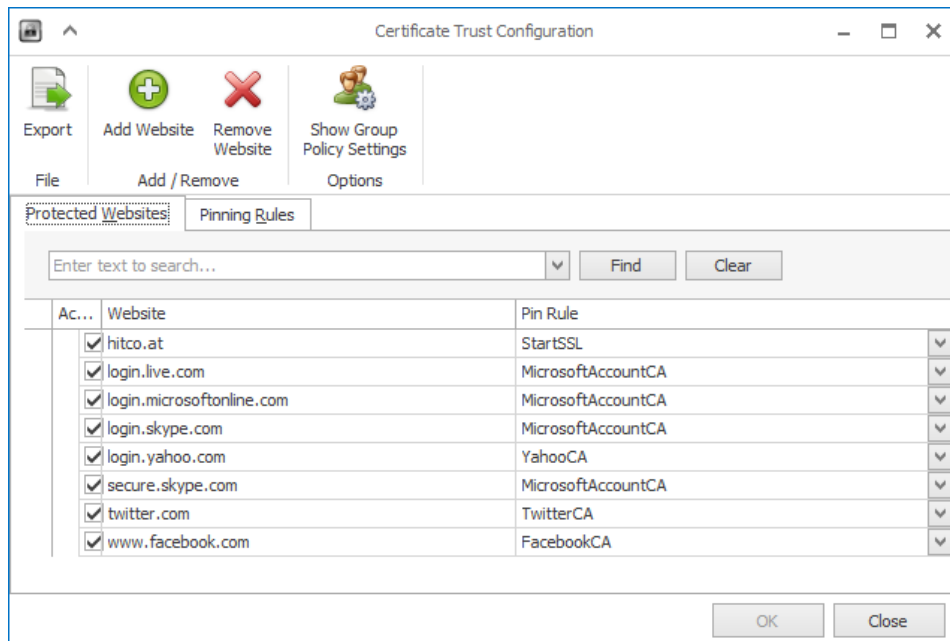 Certificate Trust Configuration
Export
Add Website
Remove
Website
Show Group
Policy Settings
File
Add / Remove
Options
Protected Websites
Pinning Rules
Enter text to search...
Find
Clear
Ac... Website Pin Rule
hitco.at StartSSL
login.live.com MicrosoftAccountCA
login.microsoftonline.com MicrosoftAccountCA
login.skype.com MicrosoftAccountCA
login.yahoo.com YahooCA
secure.skype.com MicrosoftAccountCA
twitter.com TwitterCA
www.facebook.com FacebookCA
OK
Close